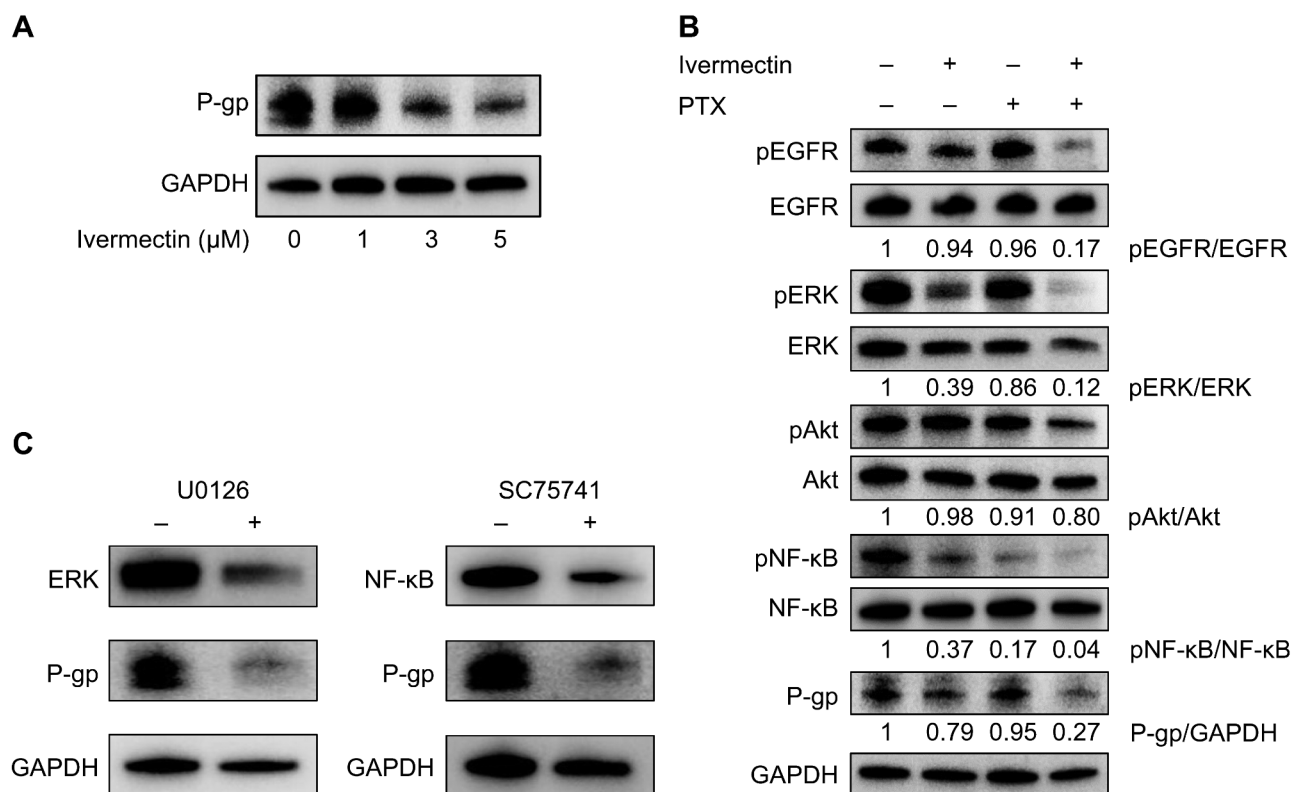 A
P-gp
GAPDH
Ivermectin (μM) 0 1 3 5
B
Ivermectin – + – +
PTX – – + +
pEGFR
EGFR
1 0.94 0.96 0.17 pEGFR/EGFR
pERK
ERK
1 0.39 0.86 0.12 pERK/ERK
pAkt
Akt
1 0.98 0.91 0.80 pAkt/Akt
pNF-κB
NF-κB
1 0.37 0.17 0.04 pNF-κB/NF-κB
P-gp
1 0.79 0.95 0.27 P-gp/GAPDH
GAPDH
C
U0126
– +
ERK
P-gp
GAPDH
SC75741
– +
NF-κB
P-gp
GAPDH